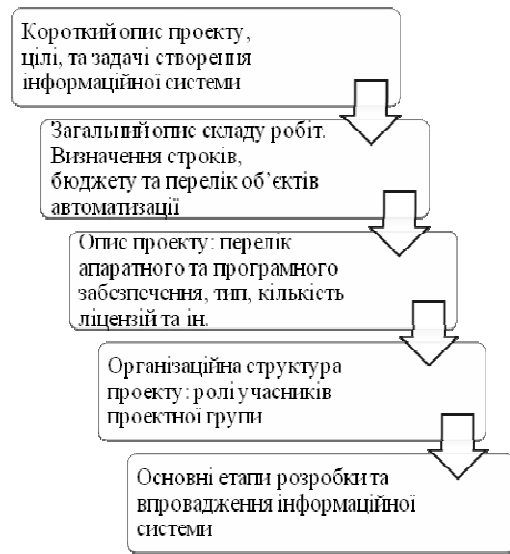 Короткий опис проекту,
цілі, та задачі створення
інформаційної системи
Загальний опис складу робіт.
Визначення строків,
бюджету та перелік об’єктів
автоматизації
Опис проекту: перелік
апаратного та програмного
забезпечення, тип, кількість
ліцензій та ін.
Організаційна структура
проекту: ролі учасників
проектної групи
Основні етапи розробки та
впровадження інформаційної
системи